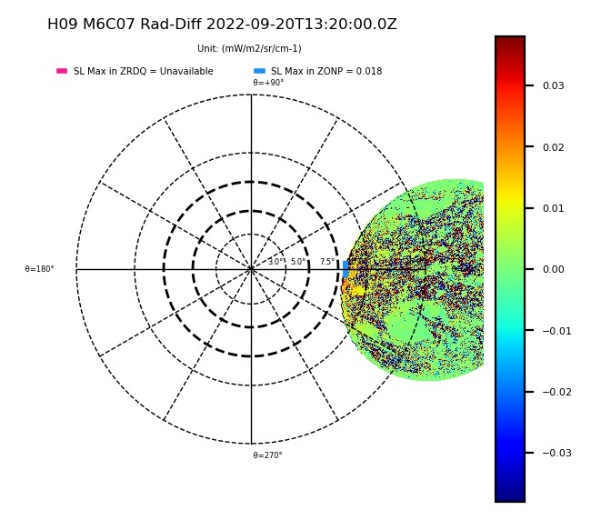 H09 M6C07 Rad-Diff 2022-09-20T13:20:00.0Z
Unit: (mW/m2/sr/cm-1)
SL Max in ZRDQ = Unavailable
SL Max in ZONP = 0.018
θ=+90°
θ=180°
3.0° 5.0° 7.5°
θ=270°
0.03
0.02
0.01
0.00
−0.01
−0.02
−0.03